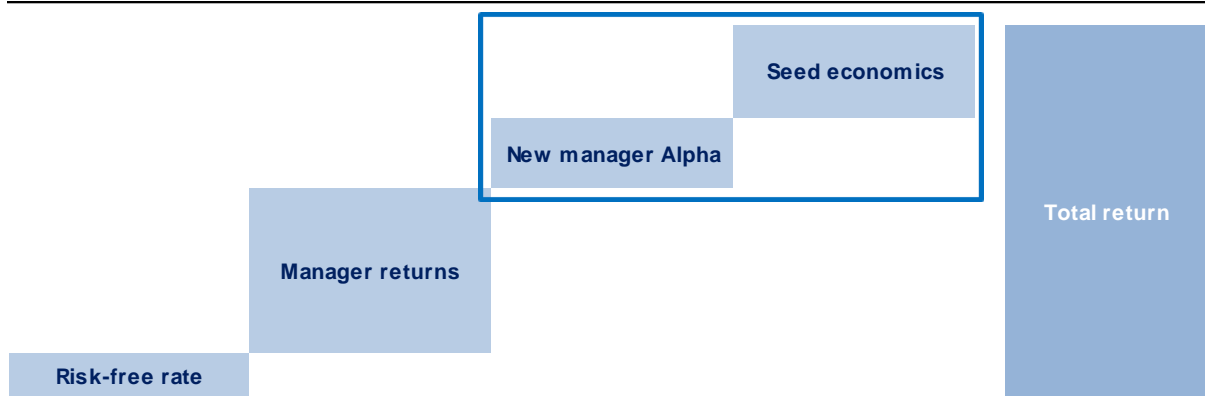 Seed economics
New manager Alpha
Total return
Manager returns
Risk-free rate